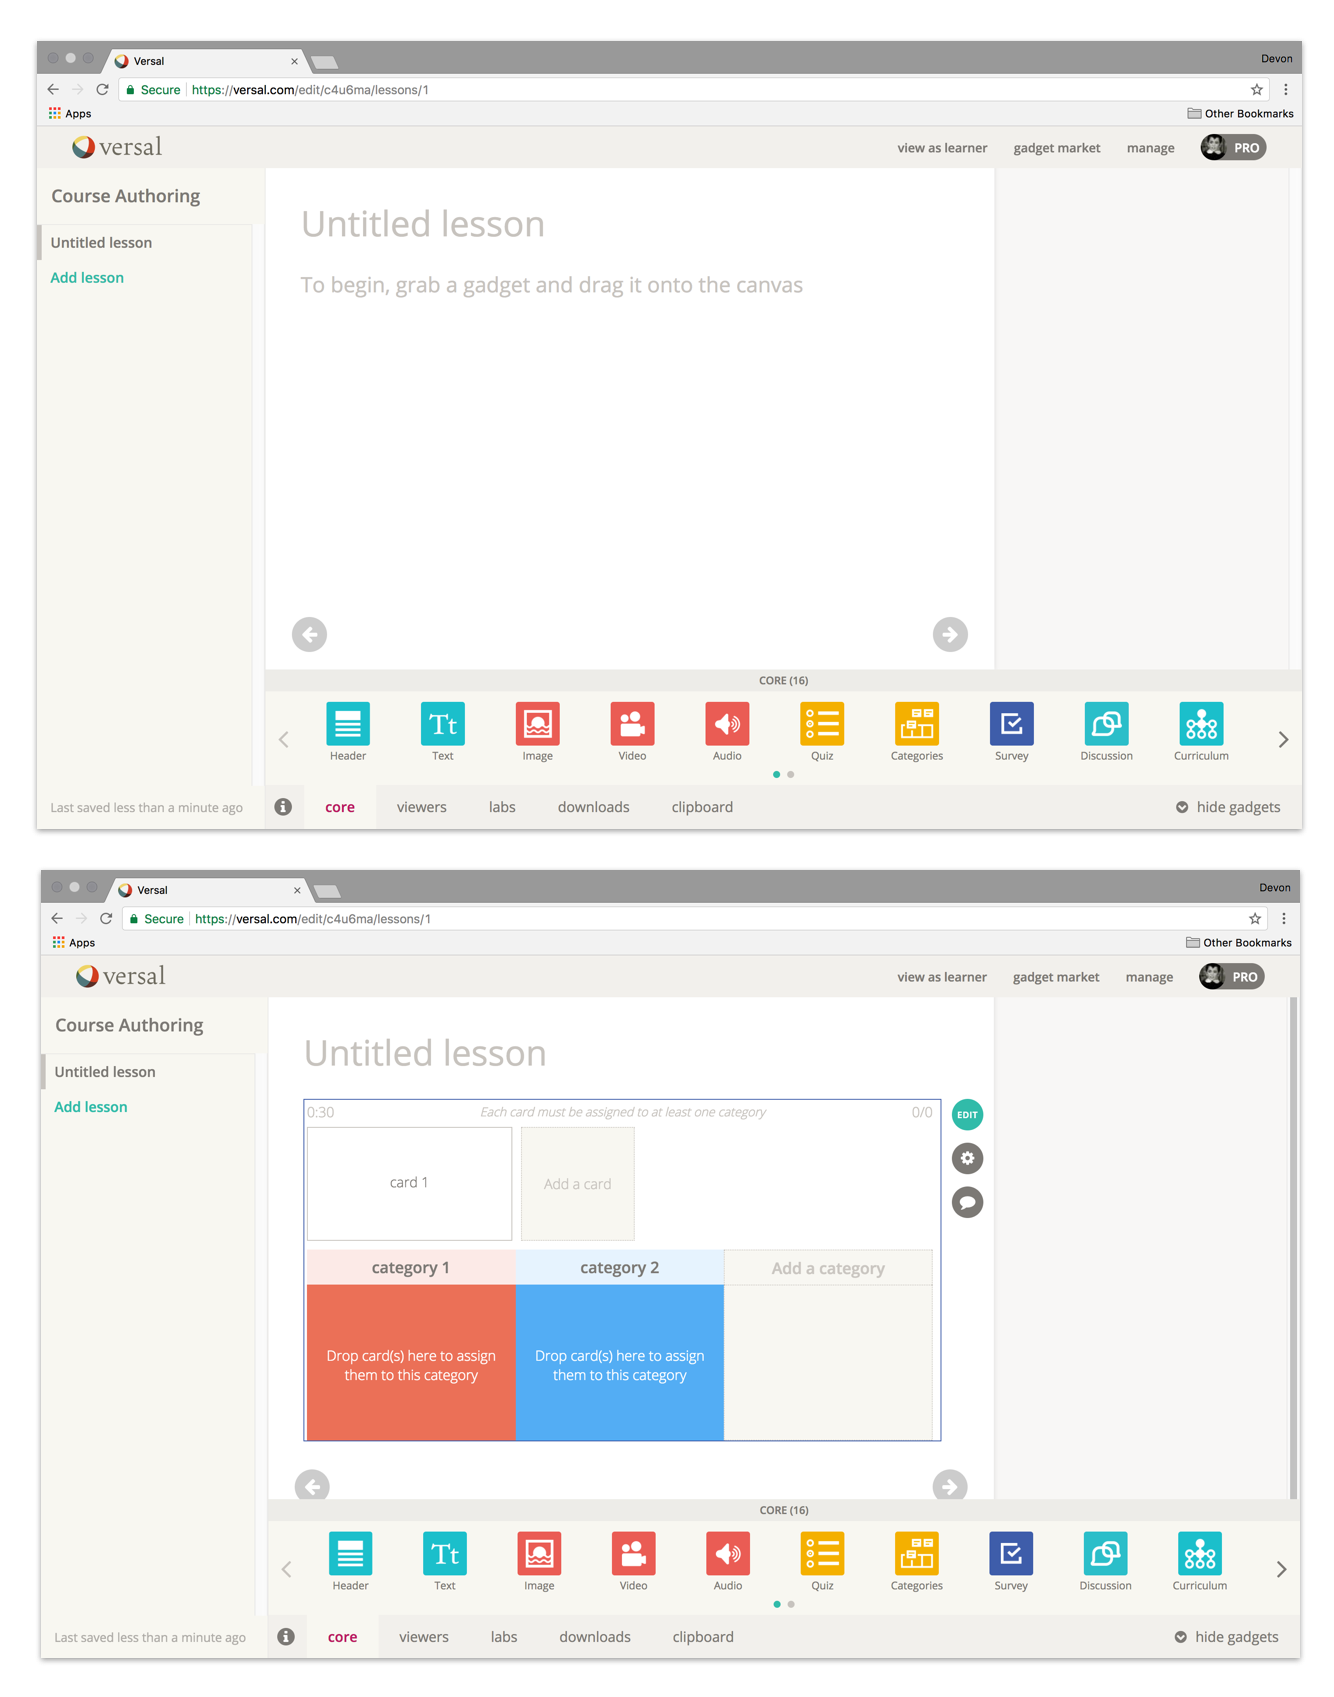 Versal
Devon
Secure https://versal.com/edit/c4u6ma/lessons/1
Apps
Other Bookmarks
versal
view as learner gadget market manage PRO
Course Authoring
Untitled lesson
Add lesson
Untitled lesson
To begin, grab a gadget and drag it onto the canvas
CORE (16)
Tt
Header Text Image Video Audio Quiz Categories Survey Discussion Curriculum
Last saved less than a minute ago
i core viewers labs downloads clipboard hide gadgets
Versal
Devon
Secure https://versal.com/edit/c4u6ma/lessons/1
Apps
Other Bookmarks
versal
view as learner gadget market manage PRO
Course Authoring
Untitled lesson
Add lesson
Untitled lesson
0:30 Each card must be assigned to at least one category 0/0
EDIT
card 1 Add a card
category 1 category 2 Add a category
Drop card(s) here to assign Drop card(s) here to assign
them to this category them to this category
CORE (16)
Tt
Header Text Image Video Audio Quiz Categories Survey Discussion Curriculum
Last saved less than a minute ago
i core viewers labs downloads clipboard hide gadgets